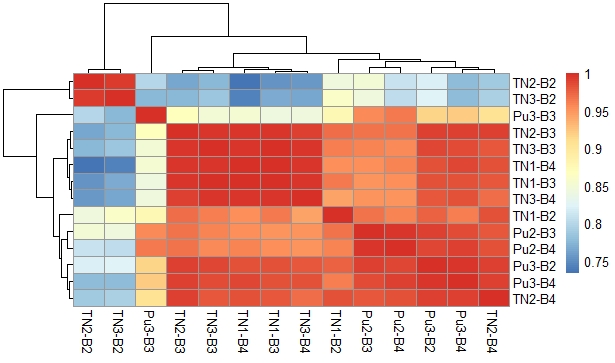 TN2-B2
TN3-B2
Pu3-B3
TN2-B3
TN3-B3
TN1-B4
TN1-B3
TN3-B4
TN1-B2
Pu2-B3
Pu2-B4
Pu3-B2
Pu3-B4
TN2-B4
1
0.95
0.9
0.85
0.8
0.75
TN2-B2
TN3-B2
Pu3-B3
TN2-B3
TN3-B3
TN1-B4
TN1-B3
TN3-B4
TN1-B2
Pu2-B3
Pu2-B4
Pu3-B2
Pu3-B4
TN2-B4